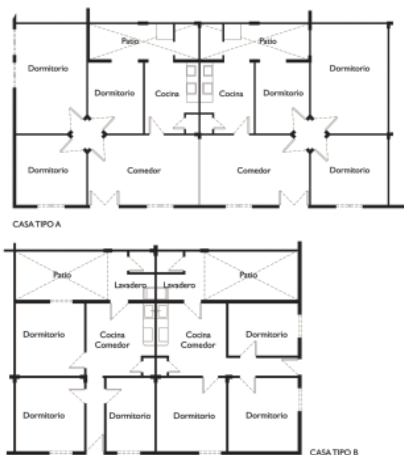 Patio
Patio
Dormitorio
Dormitorio
Dormitorio
Cocina
Cocina
Dormitorio
Dormitorio
Comedor
Comedor
Dormitorio
CASA TIPO A
Patio
Lavadero
Lavadero
Patio
Dormitorio
Cocina
Comedor
Cocina
Comedor
Dormitorio
Dormitorio
Dormitorio
Dormitorio
Dormitorio
CASA TIPO B